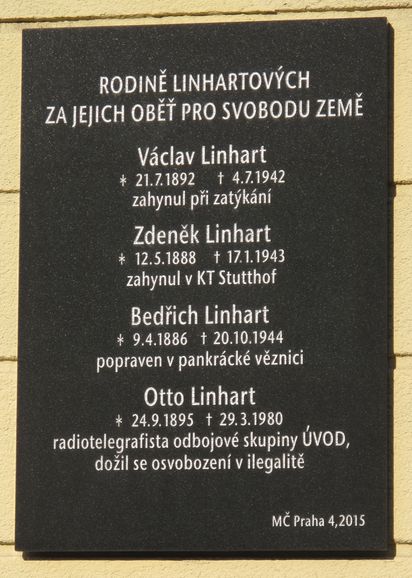 RODINĚ LINHARTOVÝCH
ZA JEJICH OBĚŤ PRO SVOBODU ZEMĚ
Václav Linhart
* 21.7.1892 † 4.7.1942
zahynul při zatýkání
Zdeněk Linhart
* 12.5.1888 † 17.1.1943
zahynul v KT Stutthof
Bedřich Linhart
* 9.4.1886 † 20.10.1944
popraven v pankrácké věznici
Otto Linhart
* 24.9.1895 † 29.3.1980
radiotelegrafista odbojové skupiny ÚVOD,
dožil se osvobození v ilegalitě
MČ Praha 4,2015